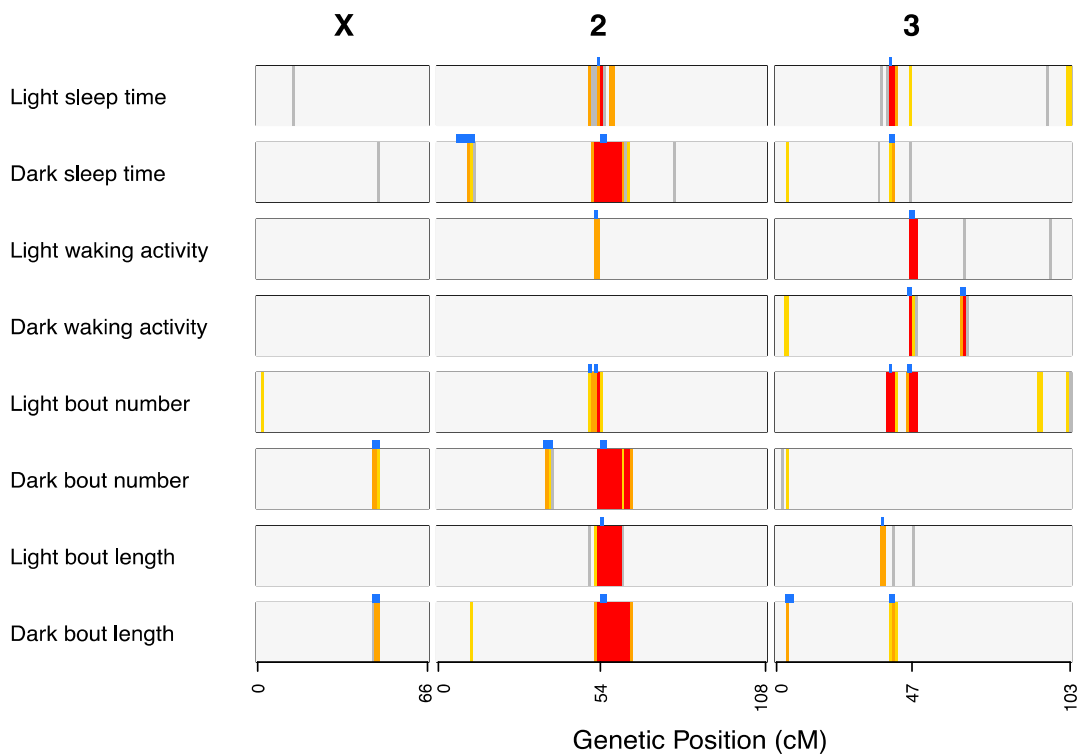 X 2 3
Light sleep time
Dark sleep time
Light waking activity
Dark waking activity
Light bout number
Dark bout number
Light bout length
Dark bout length
0 66 0 54 108 0 47 103
Genetic Position (cM)